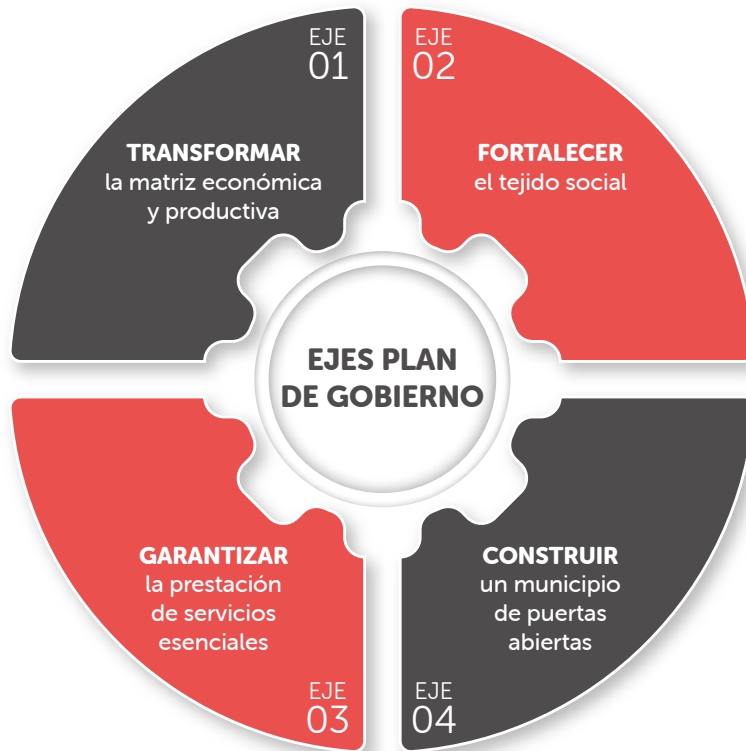 EJE
01
TRANSFORMAR
la matriz económica
y productiva
EJE
02
FORTALECER
el tejido social
EJES PLAN
DE GOBIERNO
GARANTIZAR
la prestación
de servicios
esenciales
EJE
03
CONSTRUIR
un municipio
de puertas
abiertas
EJE
04